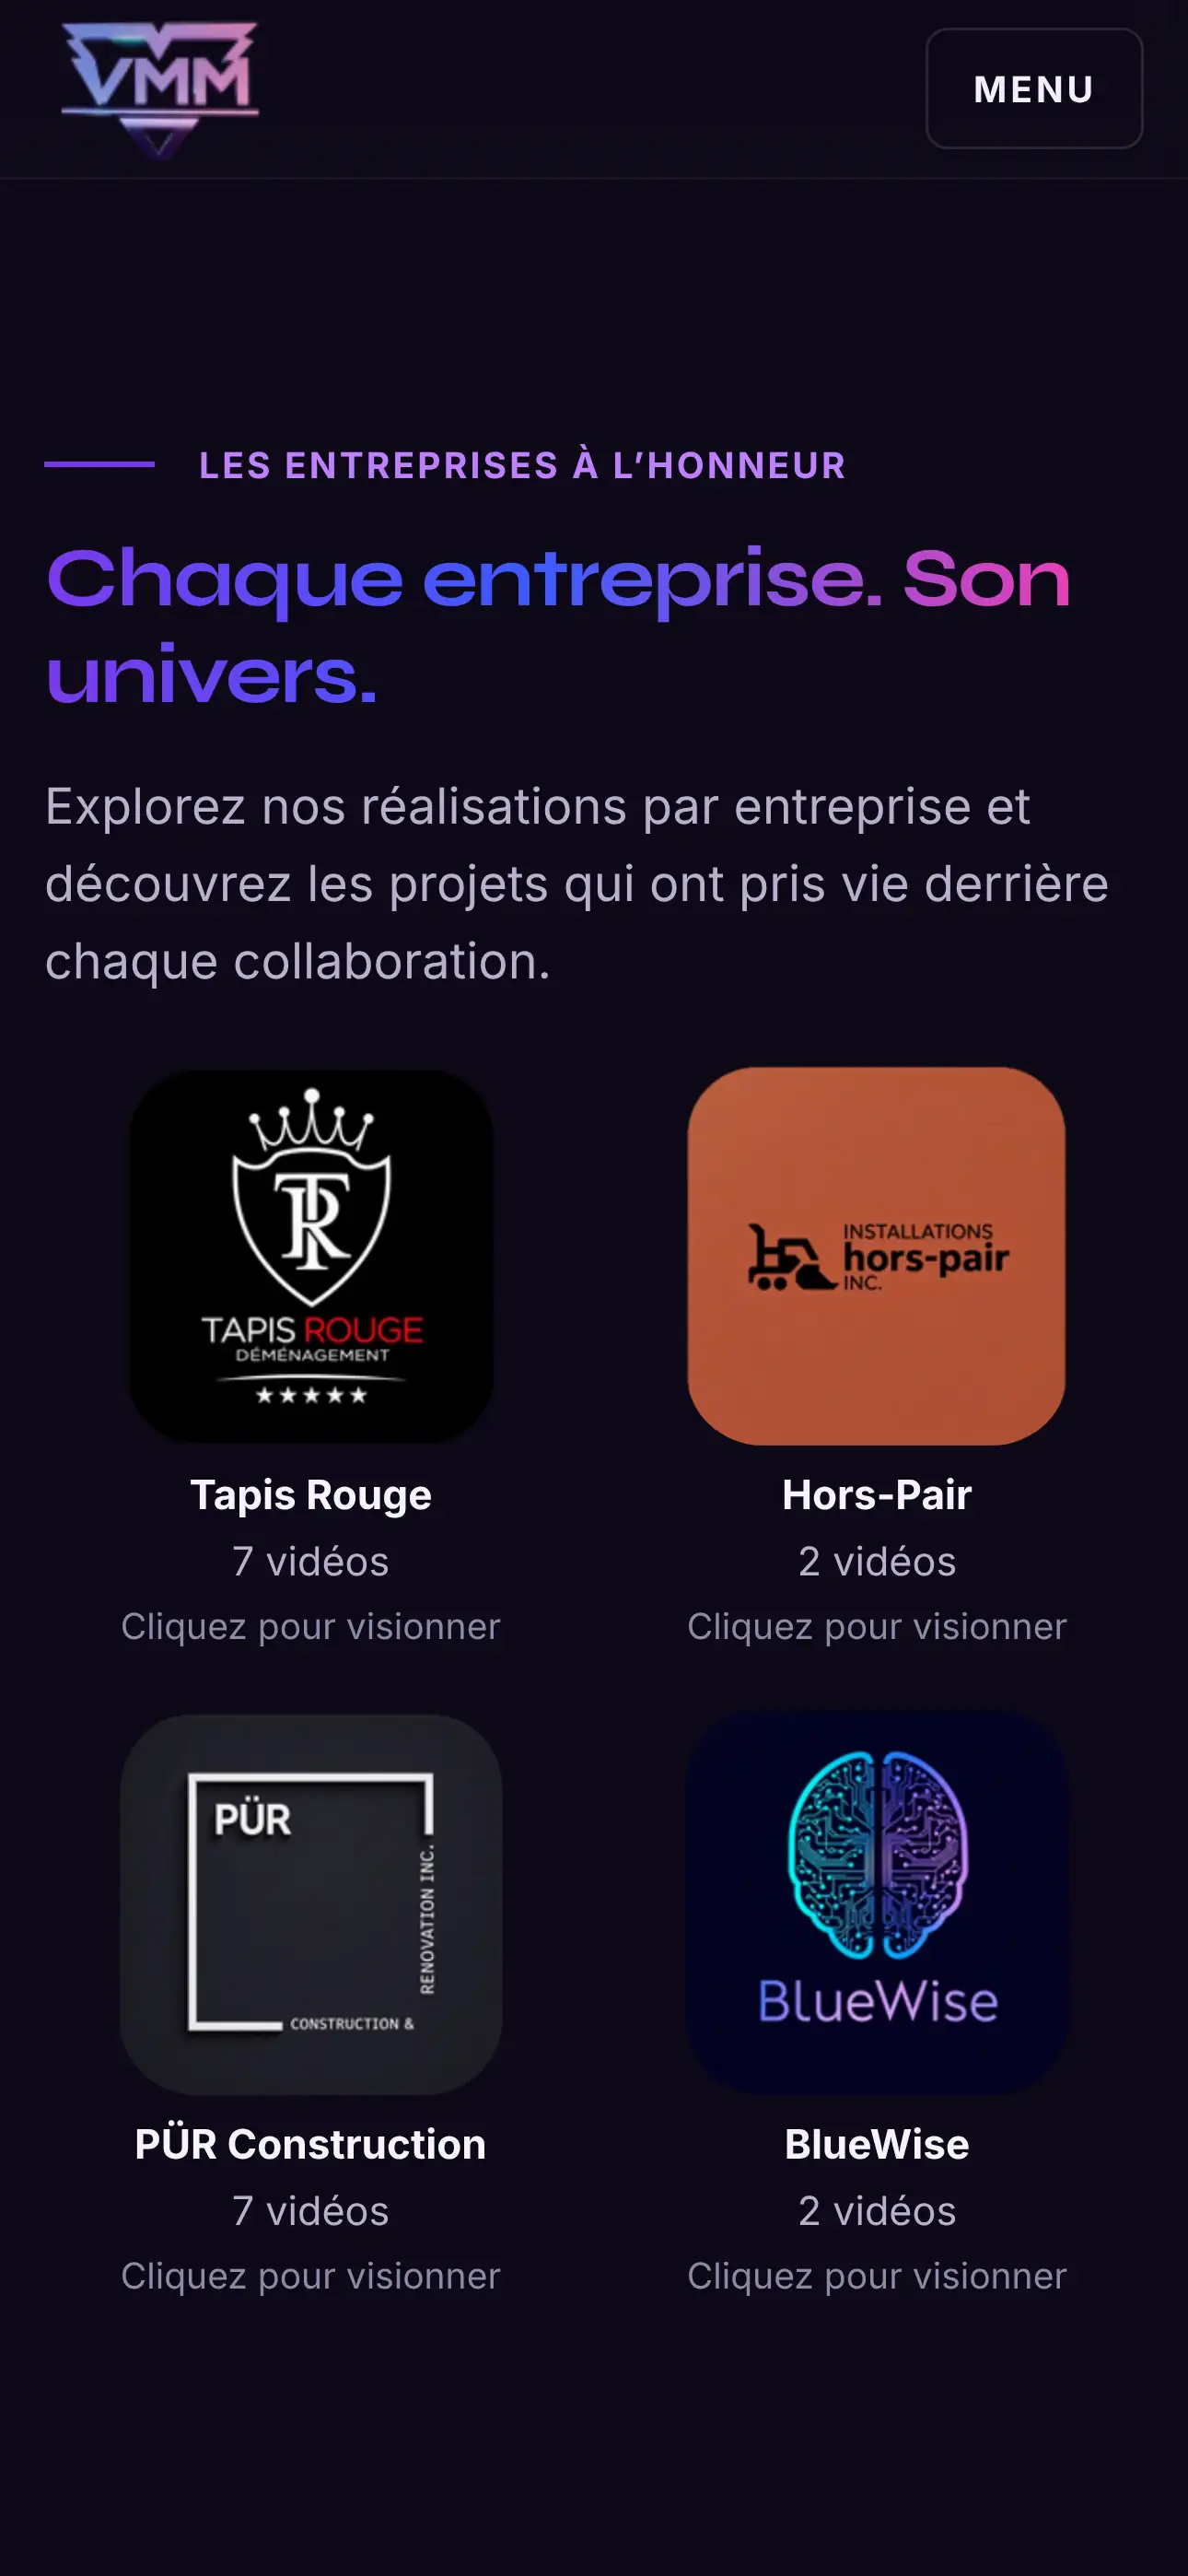 VMM
MENU
LES ENTREPRISES À L’HONNEUR
Chaque entreprise. Son
univers.
Explorez nos réalisations par entreprise et
découvrez les projets qui ont pris vie derrière
chaque collaboration.
TR
TAPIS ROUGE
DÉMÉNAGEMENT
INSTALLATIONS
hors-pair
INC.
Tapis Rouge
7 vidéos
Cliquez pour visionner
Hors-Pair
2 vidéos
Cliquez pour visionner
PÜR
CONSTRUCTION &
RENOVATION INC.
BlueWise
PÜR Construction
7 vidéos
Cliquez pour visionner
BlueWise
2 vidéos
Cliquez pour visionner